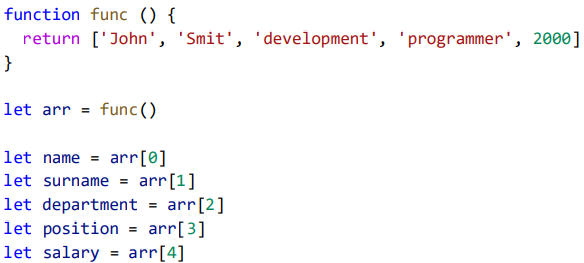 function func () {
  return ['John', 'Smit', 'development', 'programmer', 2000]
}

let arr = func()

let name = arr[0]
let surname = arr[1]
let department = arr[2]
let position = arr[3]
let salary = arr[4]